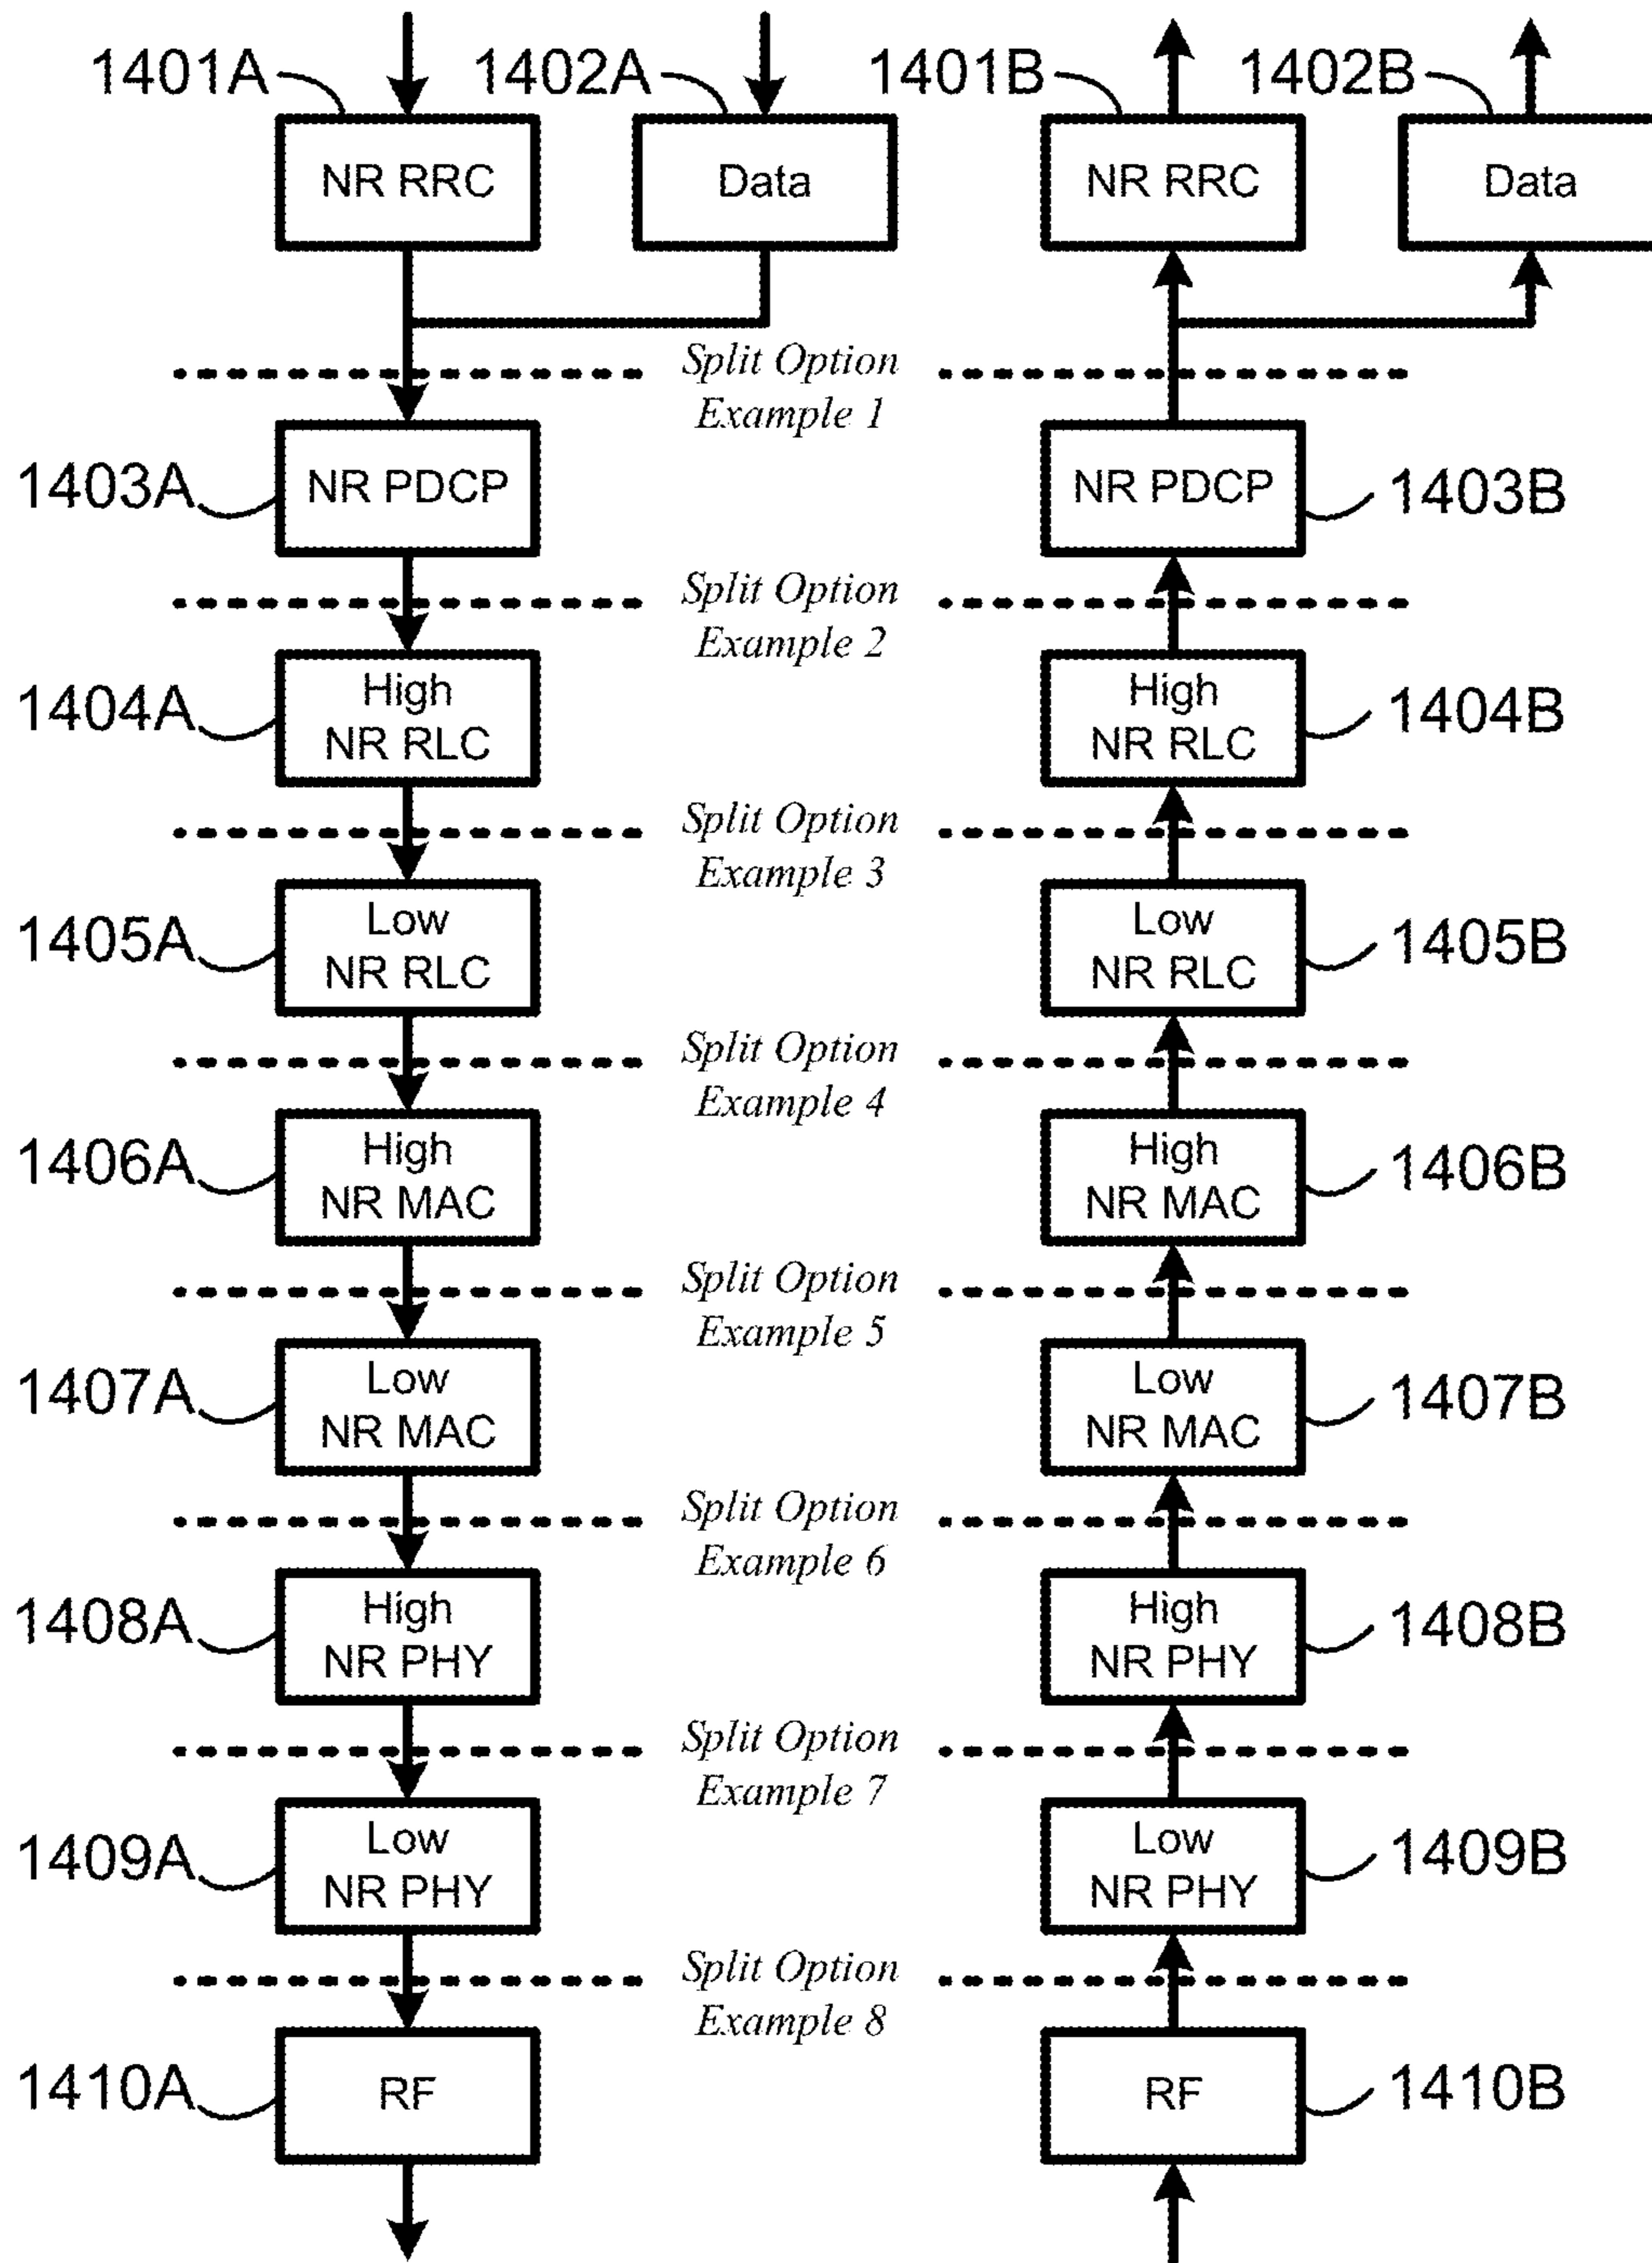 1401A 1402A 1401B 1402B
NR RRC Data NR RRC Data
Split Option
Example 1
1403A NR PDCP NR PDCP 1403B
Split Option
Example 2
1404A High NR RLC High NR RLC 1404B
Split Option
Example 3
1405A Low NR RLC Low NR RLC 1405B
Split Option
Example 4
1406A High NR MAC High NR MAC 1406B
Split Option
Example 5
1407A Low NR MAC Low NR MAC 1407B
Split Option
Example 6
1408A High NR PHY High NR PHY 1408B
Split Option
Example 7
1409A Low NR PHY Low NR PHY 1409B
Split Option
Example 8
1410A RF RF 1410B